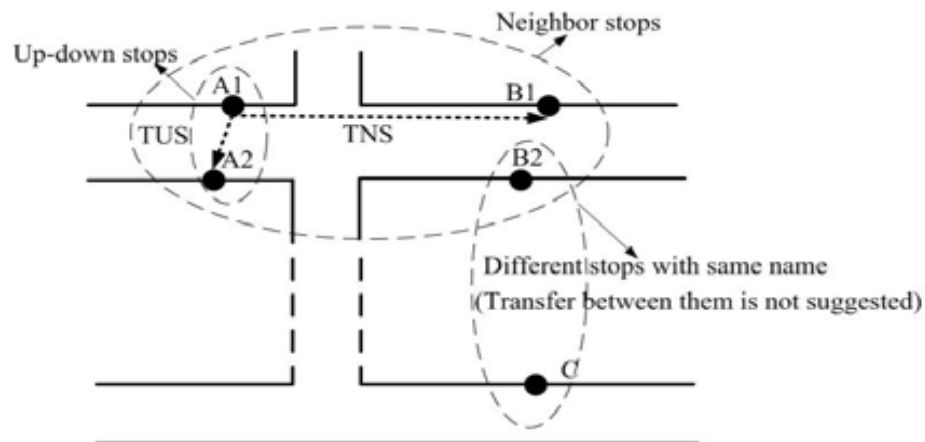 Neighbor stops
Up-down stops
A1
B1
TUS
TNS
A2
B2
Different stops with same name
(Transfer between them is not suggested)
C